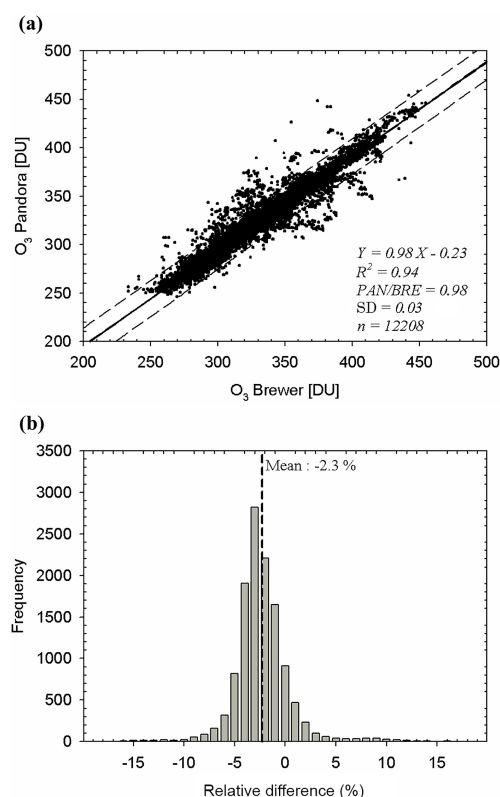 (a)
500
450
400
350
300
250
200
O3 Pandora [DU]
Y = 0.98 X - 0.23
R2 = 0.94
PAN/BRE = 0.98
SD = 0.03
n = 12208
200 250 300 350 400 450 500
O3 Brewer [DU]
(b)
3500
3000
2500
2000
1500
1000
500
0
Frequency
Mean : -2.3 %
-15 -10 -5 0 5 10 15
Relative difference (%)